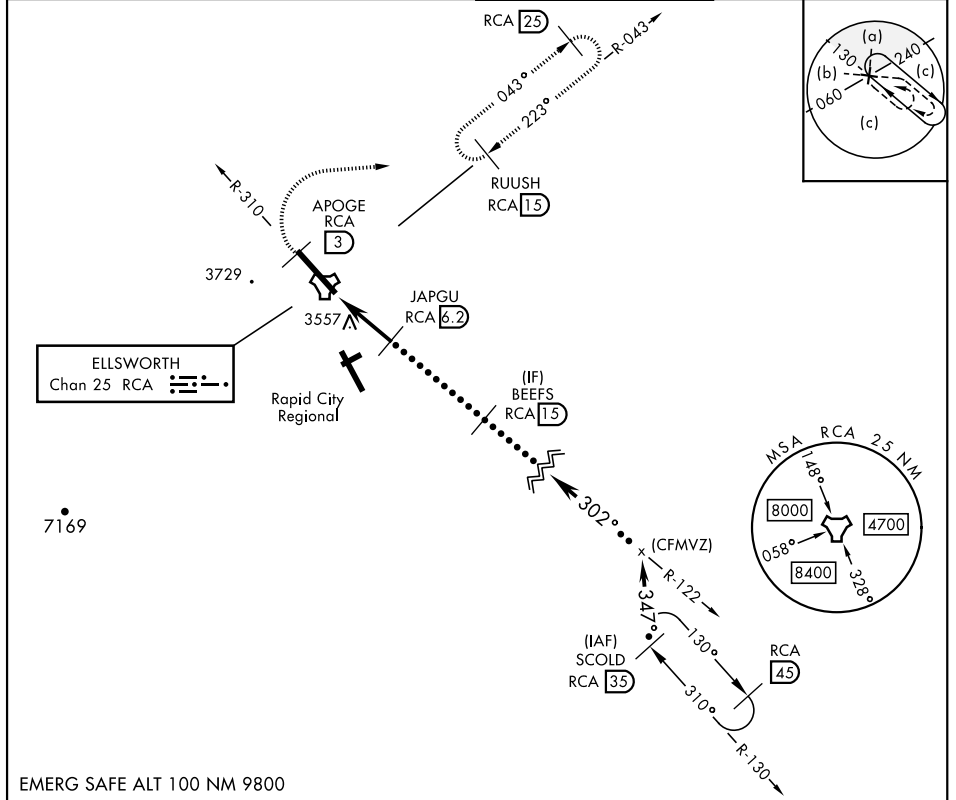 RCA 25
R-043
043°
223°
RUUSH
RCA 15
(a)
130
240
(b)
(c)
060
(c)
R-310
APOGE
RCA
3
3729
3557
JAPGU
RCA 6.2
ELLSWORTH
Chan 25 RCA
Rapid City
Regional
(IF)
BEEFS
RCA 15
7169
302°
(CFMVZ)
R-122
347°
(IAF)
SCOLD
RCA 35
130°
310°
RCA
45
R-130
MSA RCA 25 NM
148°
8000
4700
058°
8400
328°
EMERG SAFE ALT 100 NM 9800